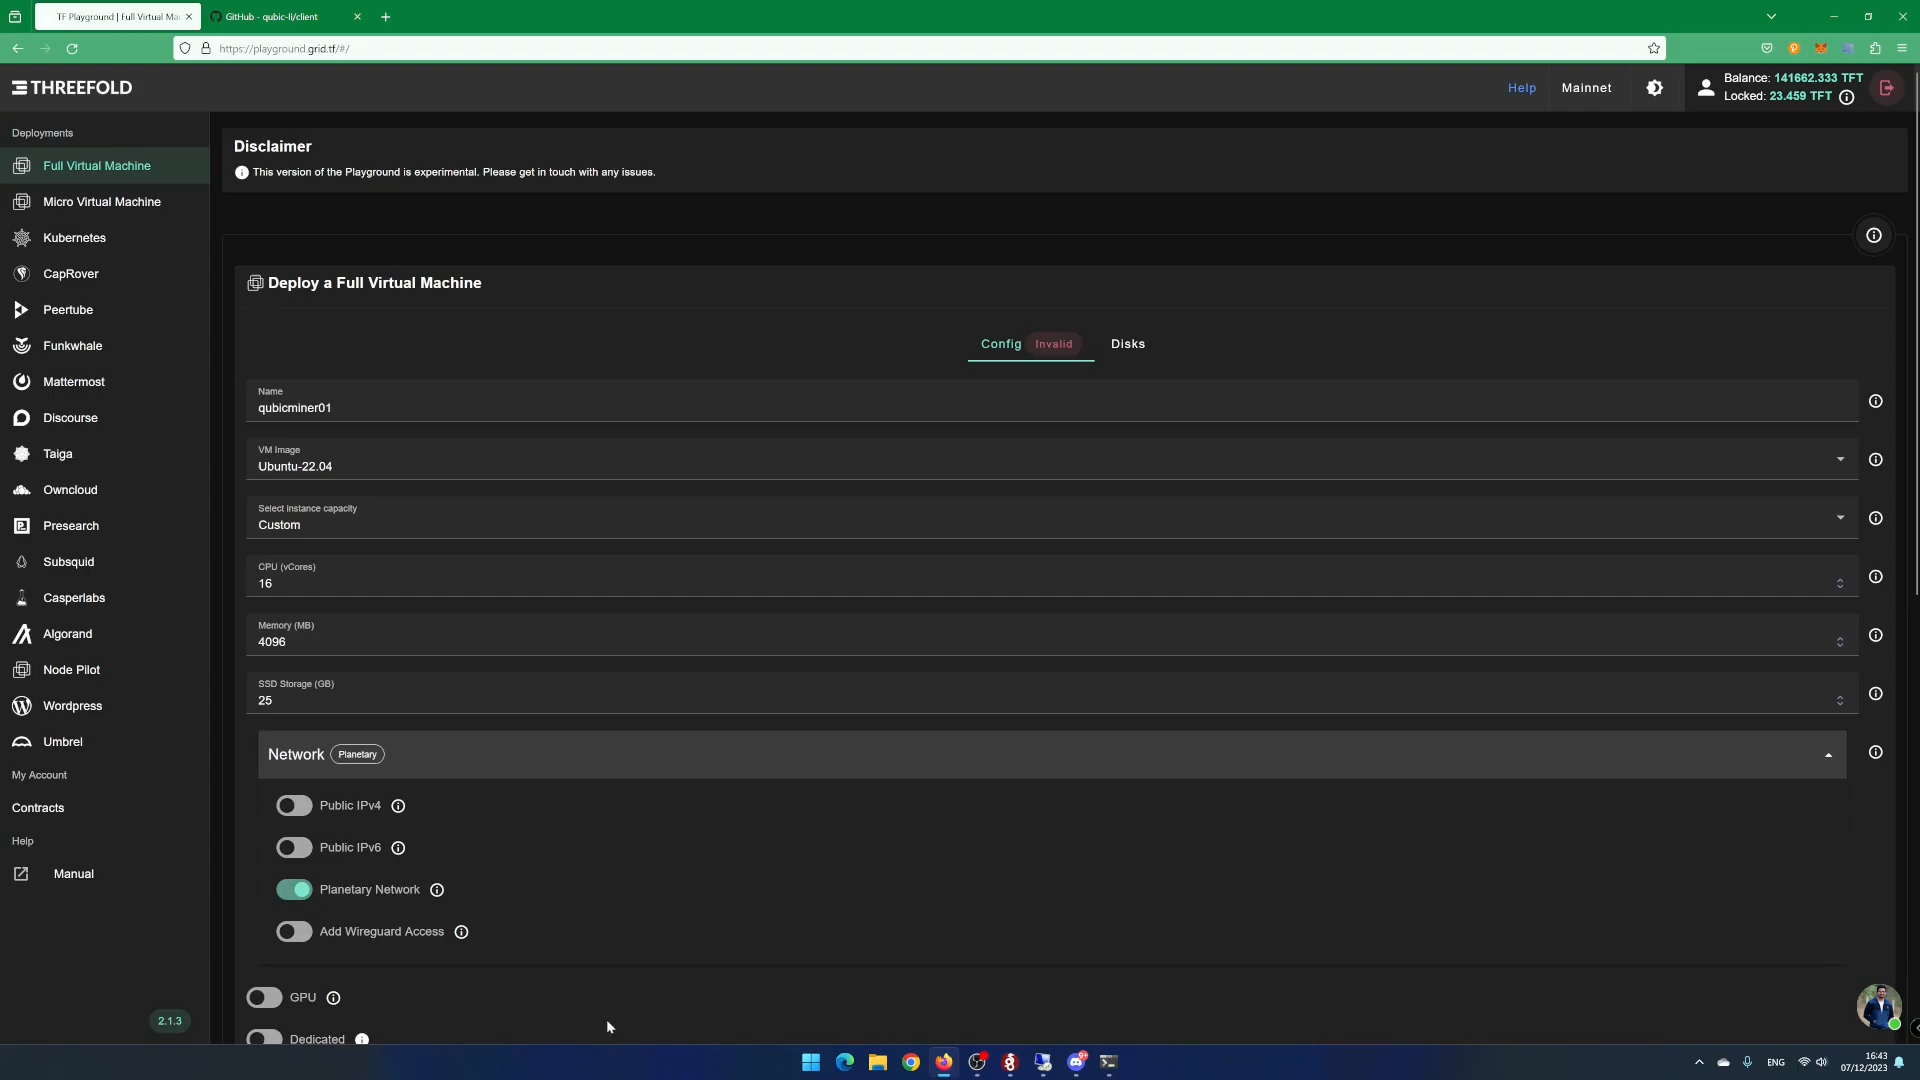 TF Playground | Full Virtual Mac
GitHub - qubic-li/client
https://playground.grid.tf/#/
THREEFOLD
Help
Mainnet
Balance: 141662.333 TFT
Locked: 23.459 TFT
Deployments
Full Virtual Machine
Micro Virtual Machine
Kubernetes
CapRover
Peertube
Funkwhale
Mattermost
Discourse
Taiga
Owncloud
Presearch
Subsquid
Casperlabs
Algorand
Node Pilot
Wordpress
Umbrel
My Account
Contracts
Help
Manual
2.1.3
Disclaimer
This version of the Playground is experimental. Please get in touch with any issues.
Deploy a Full Virtual Machine
Config Invalid
Disks
Name
qubicminer01
VM Image
Ubuntu-22.04
Select instance capacity
Custom
CPU (vCores)
16
Memory (MB)
4096
SSD Storage (GB)
25
Network Planetary
Public IPv4
Public IPv6
Planetary Network
Add Wireguard Access
GPU
Dedicated
ENG
16:43
07/12/2023